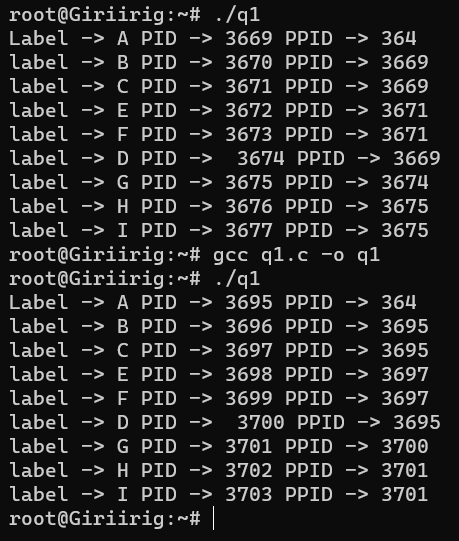 root@Giriirig:~# ./q1
Label -> A PID -> 3669 PPID -> 364
label -> B PID -> 3670 PPID -> 3669
label -> C PID -> 3671 PPID -> 3669
label -> E PID -> 3672 PPID -> 3671
label -> F PID -> 3673 PPID -> 3671
label -> D PID ->  3674 PPID -> 3669
label -> G PID -> 3675 PPID -> 3674
label -> H PID -> 3676 PPID -> 3675
label -> I PID -> 3677 PPID -> 3675
root@Giriirig:~# gcc q1.c -o q1
root@Giriirig:~# ./q1
Label -> A PID -> 3695 PPID -> 364
label -> B PID -> 3696 PPID -> 3695
label -> C PID -> 3697 PPID -> 3695
label -> E PID -> 3698 PPID -> 3697
label -> F PID -> 3699 PPID -> 3697
label -> D PID ->  3700 PPID -> 3695
label -> G PID -> 3701 PPID -> 3700
label -> H PID -> 3702 PPID -> 3701
label -> I PID -> 3703 PPID -> 3701
root@Giriirig:~#